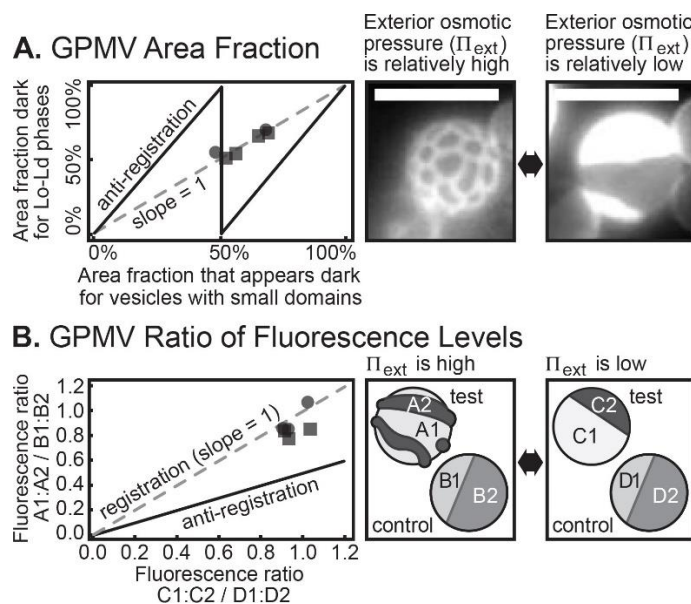 A. GPMV Area Fraction
Exterior osmotic
pressure (Πext)
is relatively high
Exterior osmotic
pressure (Πext)
is relatively low
Area fraction dark
for Lo-Ld phases
100%
50%
0%
anti-registration
slope = 1
0%
50%
100%
Area fraction that appears dark
for vesicles with small domains
B. GPMV Ratio of Fluorescence Levels
Πext is high
Πext is low
Fluorescence ratio
A1:A2 / B1:B2
1.2
1.0
0.8
0.6
0.4
0.2
0.0
registration (slope = 1)
anti-registration
0.0
0.2
0.4
0.6
0.8
1.0
1.2
Fluorescence ratio
C1:C2 / D1:D2
test
A2
A1
B1
B2
control
test
C2
C1
D1
D2
control